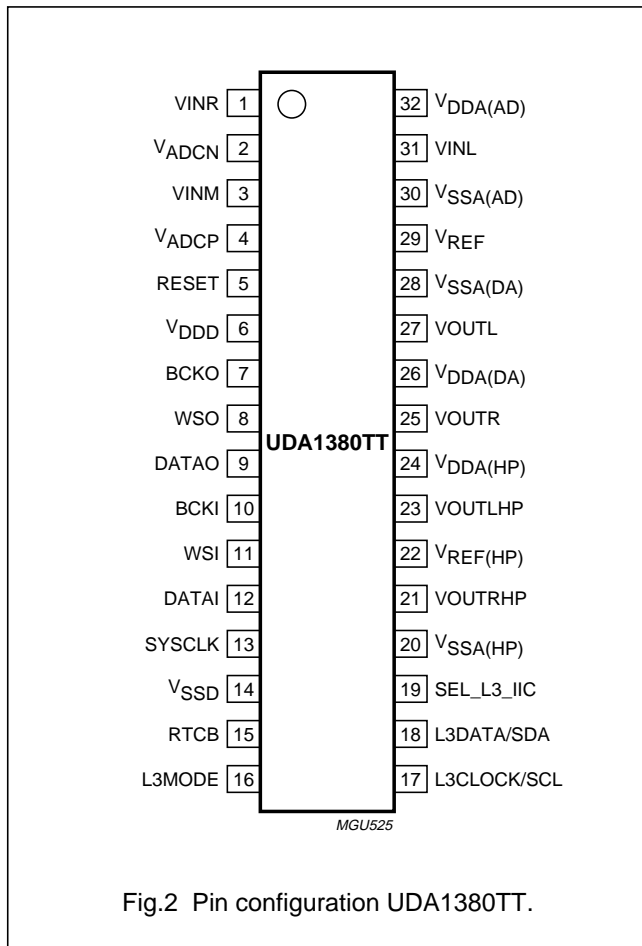 VINR 1 32 VDDA(AD)
VADCN 2 31 VINL
VINM 3 30 VSSA(AD)
VADCP 4 29 VREF
RESET 5 28 VSSA(DA)
VDDD 6 27 VOUTL
BCKO 7 26 VDDA(DA)
WSO 8 25 VOUTR
UDA1380TT
DATAO 9 24 VDDA(HP)
BCKI 10 23 VOUTLHP
WSI 11 22 VREF(HP)
DATAI 12 21 VOUTRHP
SYSCLK 13 20 VSSA(HP)
VSSD 14 19 SEL_L3_IIC
RTCB 15 18 L3DATA/SDA
L3MODE 16 17 L3CLOCK/SCL
MGU525
Fig.2 Pin configuration UDA1380TT.